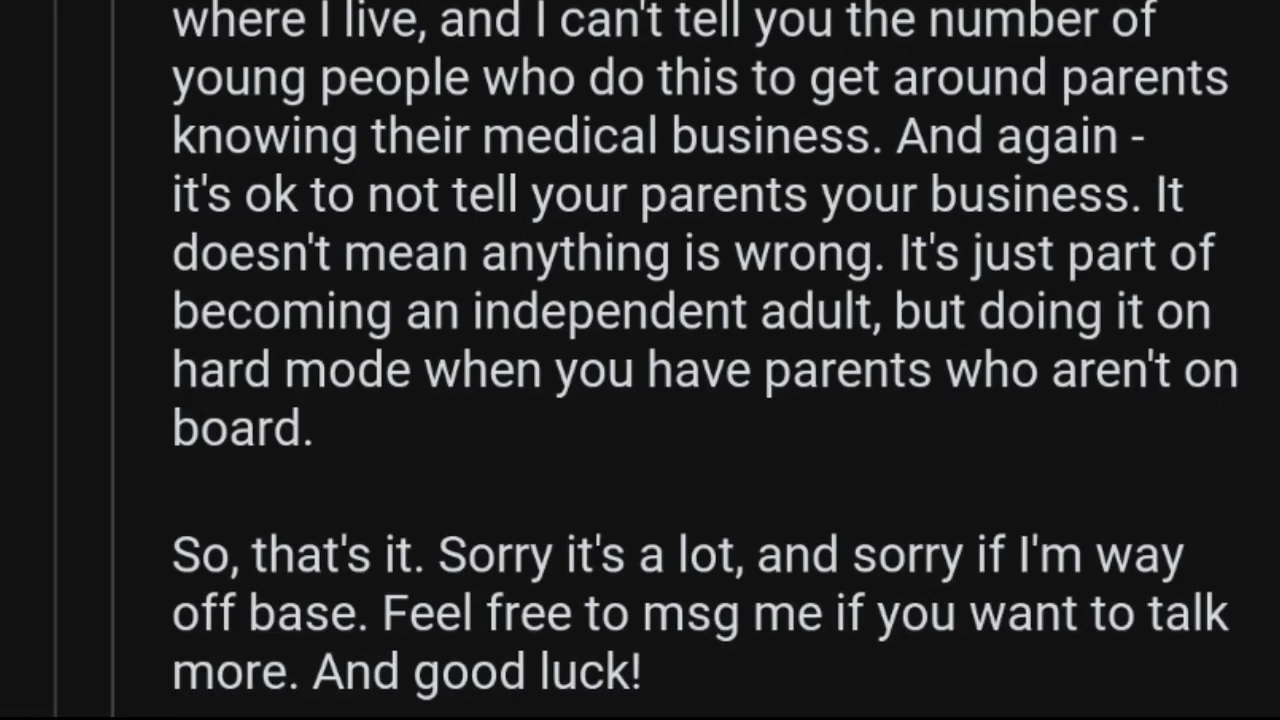 where I live, and I can't tell you the number of
young people who do this to get around parents
knowing their medical business. And again -
it's ok to not tell your parents your business. It
doesn't mean anything is wrong. It's just part of
becoming an independent adult, but doing it on
hard mode when you have parents who aren't on
board.
So, that's it. Sorry it's a lot, and sorry if I'm way
off base. Feel free to msg me if you want to talk
more. And good luck!